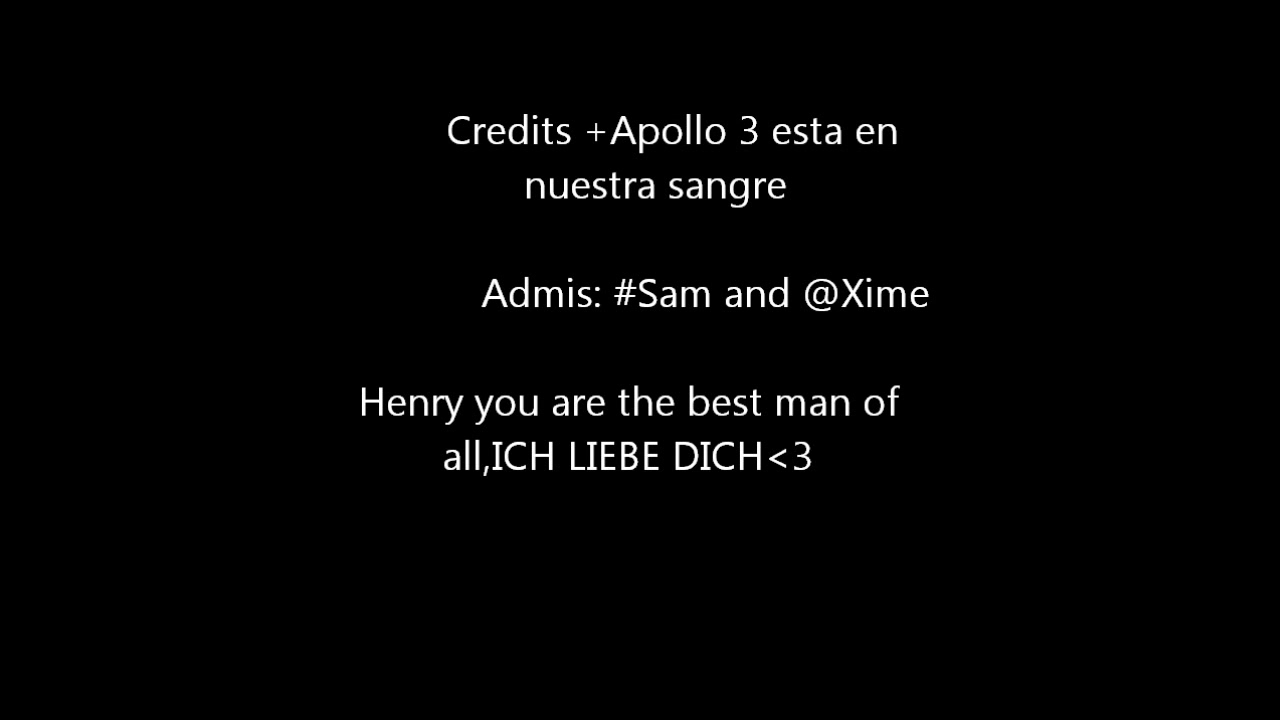 Credits +Apollo 3 esta en
nuestra sangre
Admis: #Sam and @Xime
Henry you are the best man of
all,ICH LIEBE DICH<3